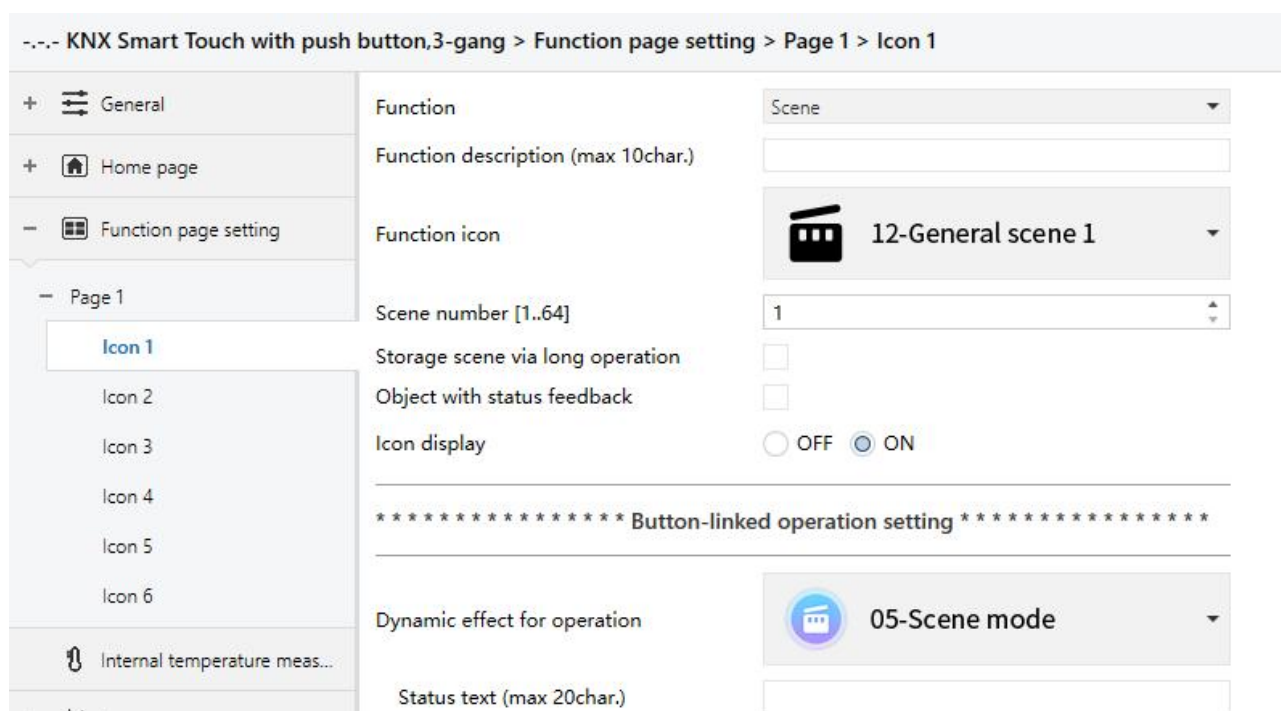 -.-.- KNX Smart Touch with push button,3-gang > Function page setting > Page 1 > Icon 1
+ General
+ Home page
− Function page setting
− Page 1
Icon 1
Icon 2
Icon 3
Icon 4
Icon 5
Icon 6
Internal temperature meas...
Function
Scene
Function description (max 10char.)
Function icon
12-General scene 1
Scene number [1..64]
1
Storage scene via long operation
Object with status feedback
Icon display
OFF ON
* * * * * * * * * * * * * * * * Button-linked operation setting * * * * * * * * * * * * * * * *
Dynamic effect for operation
05-Scene mode
Status text (max 20char.)